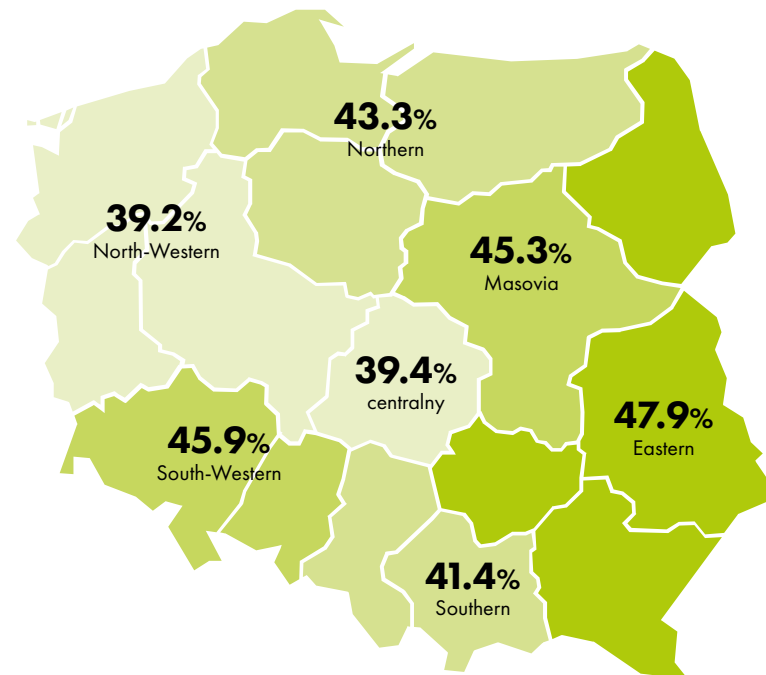 43.3%
Northern
39.2%
North-Western
45.3%
Masovia
39.4%
centralny
47.9%
Eastern
45.9%
South-Western
41.4%
Southern